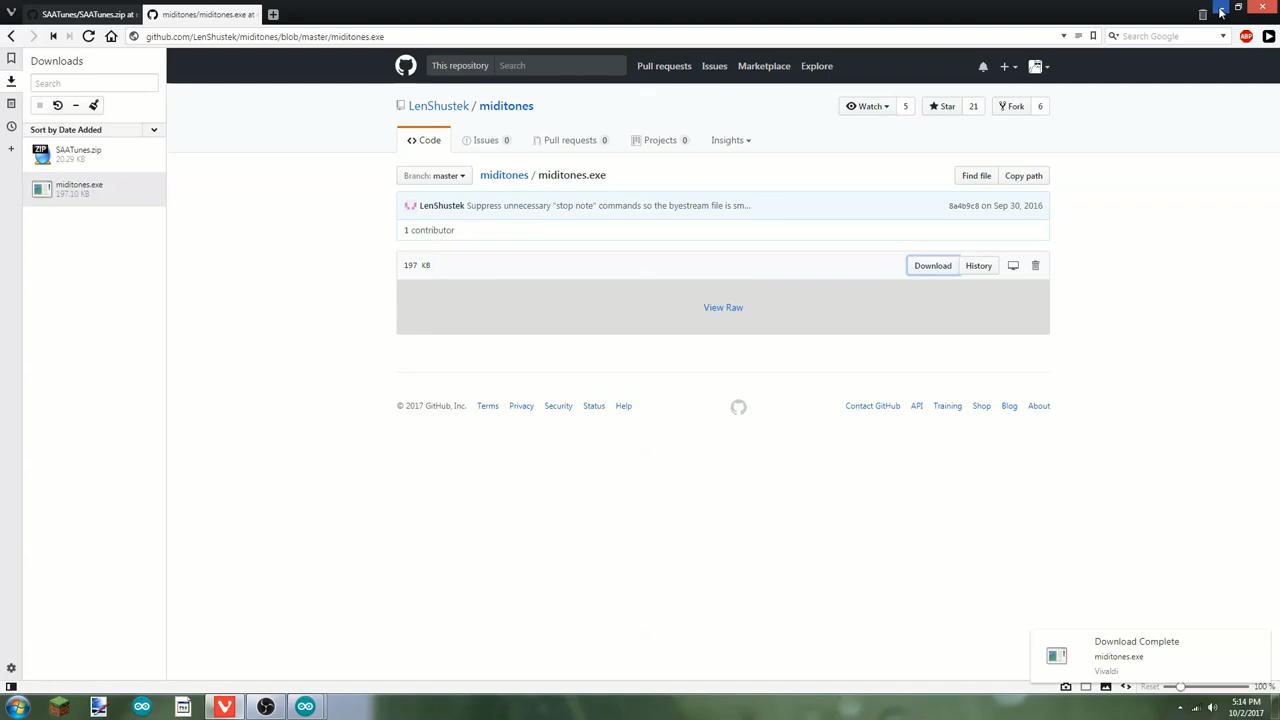 SAATunes/SAATunes.zip at
miditones/miditones.exe at
github.com/LenShustek/miditones/blob/master/miditones.exe
Search Google
ABP
Downloads
Search
Sort by Date Added
ZIP
SAATunes.zip
20.29 KB
miditones.exe
197.10 KB
This repository
Search
Pull requests
Issues
Marketplace
Explore
LenShustek / miditones
Watch
5
Star
21
Fork
6
Code
Issues 0
Pull requests 0
Projects 0
Insights
Branch: master
miditones / miditones.exe
Find file
Copy path
LenShustek Suppress unnecessary "stop note" commands so the byestream file is sm...
8a4b9c8 on Sep 30, 2016
1 contributor
197 KB
Download
History
View Raw
© 2017 GitHub, Inc.
Terms
Privacy
Security
Status
Help
Contact GitHub
API
Training
Shop
Blog
About
Download Complete
miditones.exe
Vivaldi
Reset
100 %
5:14 PM
10/2/2017